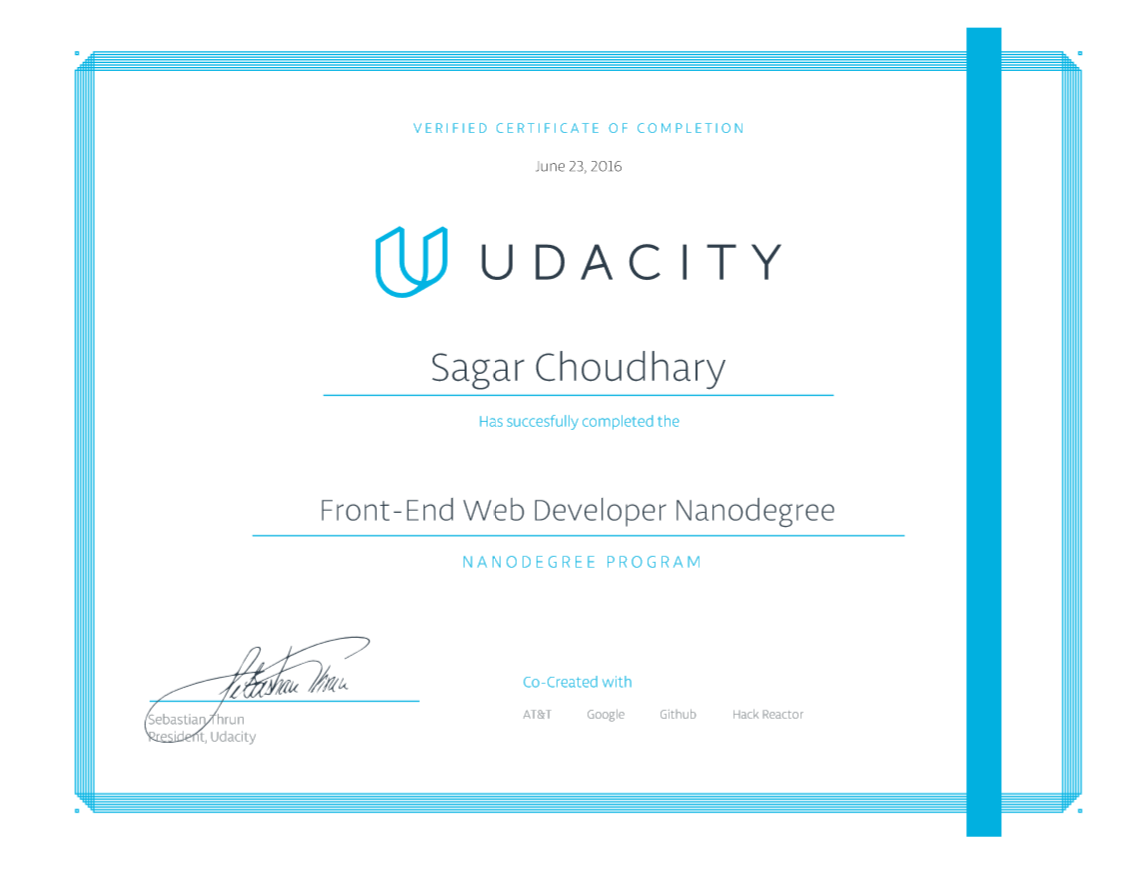 VERIFIED CERTIFICATE OF COMPLETION
June 23, 2016
UDACITY
Sagar Choudhary
Has succesfully completed the
Front-End Web Developer Nanodegree
NANODEGREE PROGRAM
Sebastian Thrun
Sebastian Thrun
President, Udacity
Co-Created with
AT&T Google Github Hack Reactor